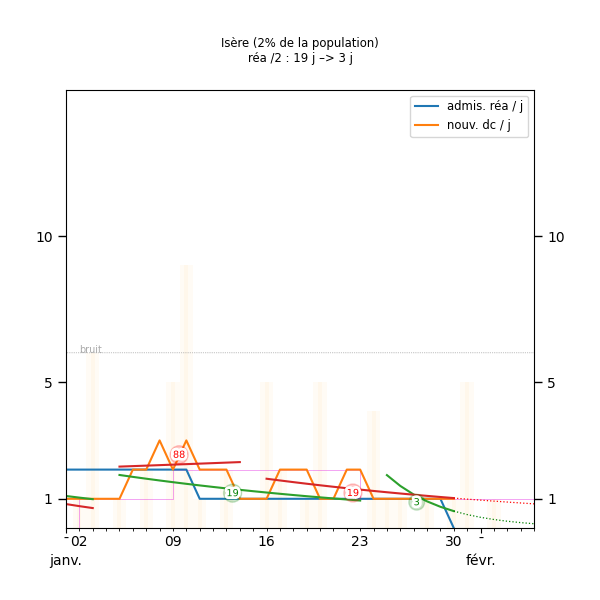 Isère (2% de la population)
réa /2 : 19 j –> 3 j
admis. réa / j
nouv. dc / j
10
10
bruit
5
5
88
19
19
3
1
1
02
09
16
23
30
janv.
févr.